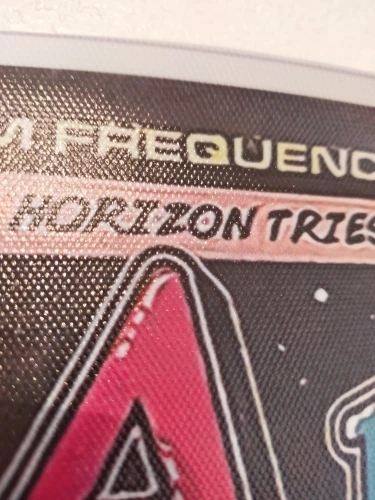 M FREQUENC
HORIZON TRIES
A